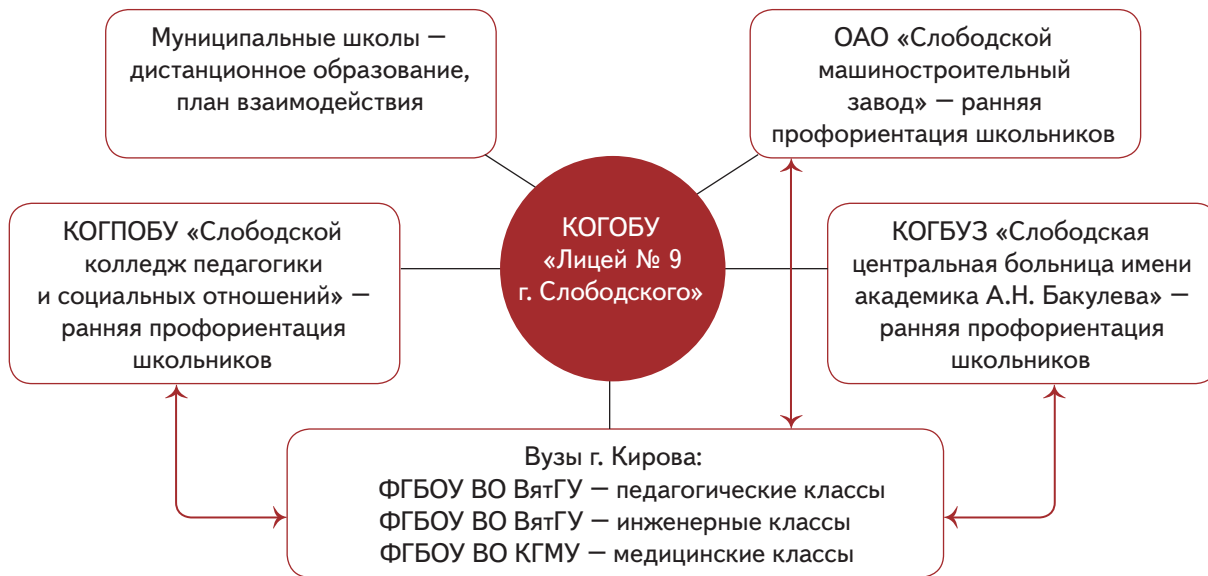 Муниципальные школы —
дистанционное образование,
план взаимодействия
ОАО «Слободской
машиностроительный
завод» — ранняя
профориентация школьников
КОГОБУ
«Лицей № 9
г. Слободского»
КОГПОБУ «Слободской
колледж педагогики
и социальных отношений» —
ранняя профориентация
школьников
КОГБУЗ «Слободская
центральная больница имени
академика А.Н. Бакулева» —
ранняя профориентация
школьников
Вузы г. Кирова:
ФГБОУ ВО ВятГУ — педагогические классы
ФГБОУ ВО ВятГУ — инженерные классы
ФГБОУ ВО КГМУ — медицинские классы